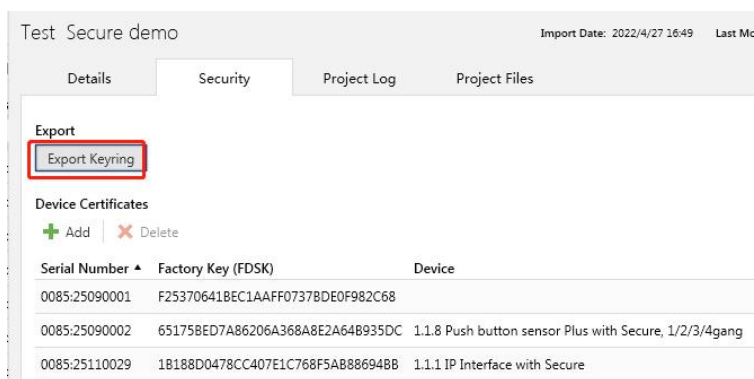 Test Secure demo Import Date: 2022/4/27 16:49 Last Mo
Details Security Project Log Project Files
Export
Export Keyring
Device Certificates
Add Delete
Serial Number Factory Key (FDSK) Device
0085:25090001 F25370641BEC1AAFF0737BDE0F982C68
0085:25090002 65175BED7A86206A368A8E2A64B935DC 1.1.8 Push button sensor Plus with Secure, 1/2/3/4gang
0085:25110029 1B188D0478CC407E1C768F5AB88694BB 1.1.1 IP Interface with Secure